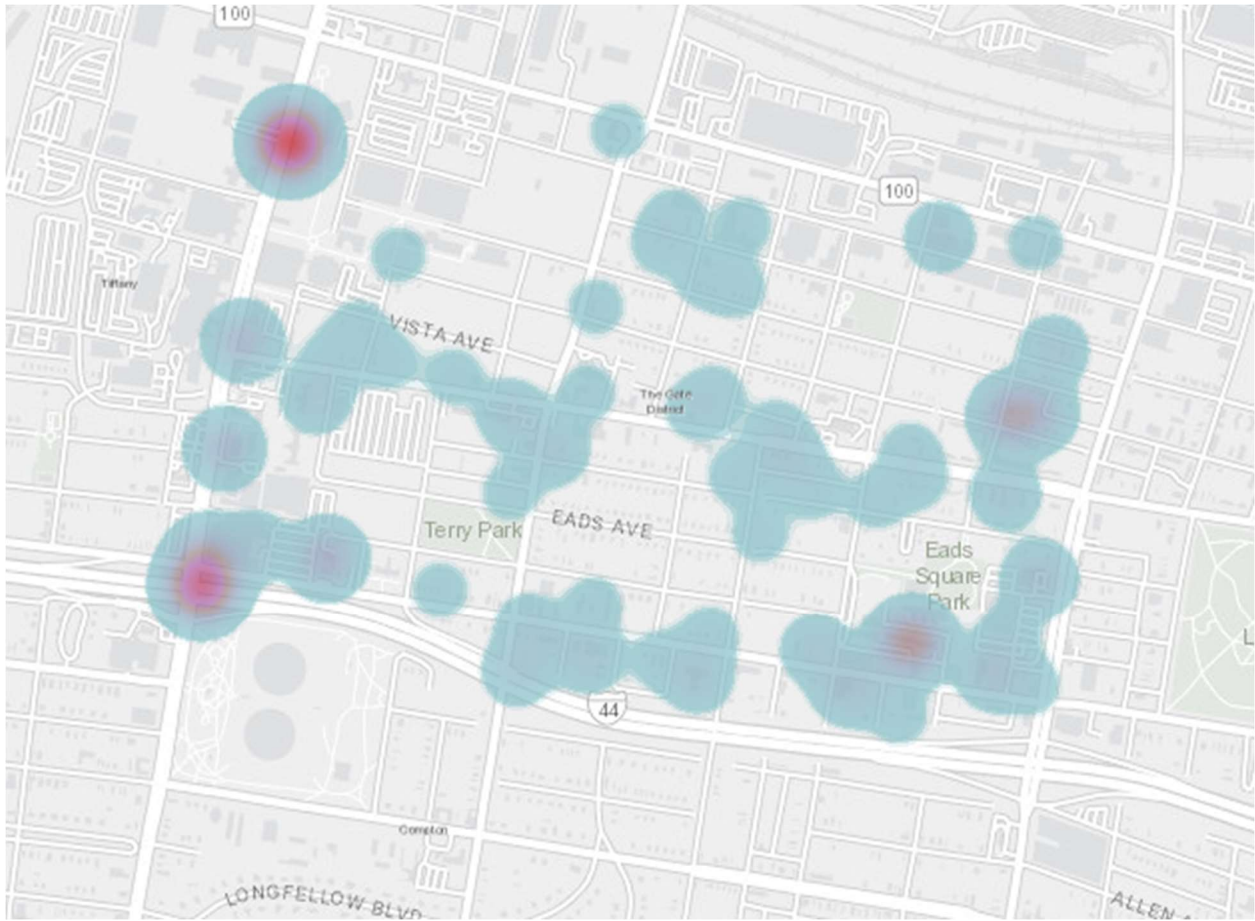 100
100
Tiffany
VISTA AVE
The Gate
District
Terry Park
EADS AVE
Eads
Square
Park
L
44
Compton
LONGFELLOW BLVD
ALLEN